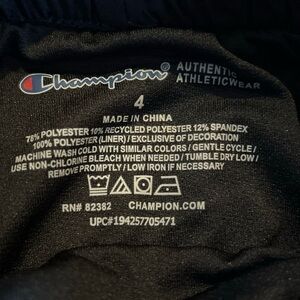 Champion AUTHENTIC
ATHLETICWEAR
4
MADE IN CHINA
78% POLYESTER 10% RECYCLED POLYESTER 12% SPANDEX
100% POLYESTER (LINER) / EXCLUSIVE OF DECORATION
MACHINE WASH COLD WITH SIMILAR COLORS / GENTLE CYCLE /
USE NON-CHLORINE BLEACH WHEN NEEDED / TUMBLE DRY LOW /
REMOVE PROMPTLY / LOW IRON IF NECESSARY
RN# 82382 CHAMPION.COM
UPC#194257705471